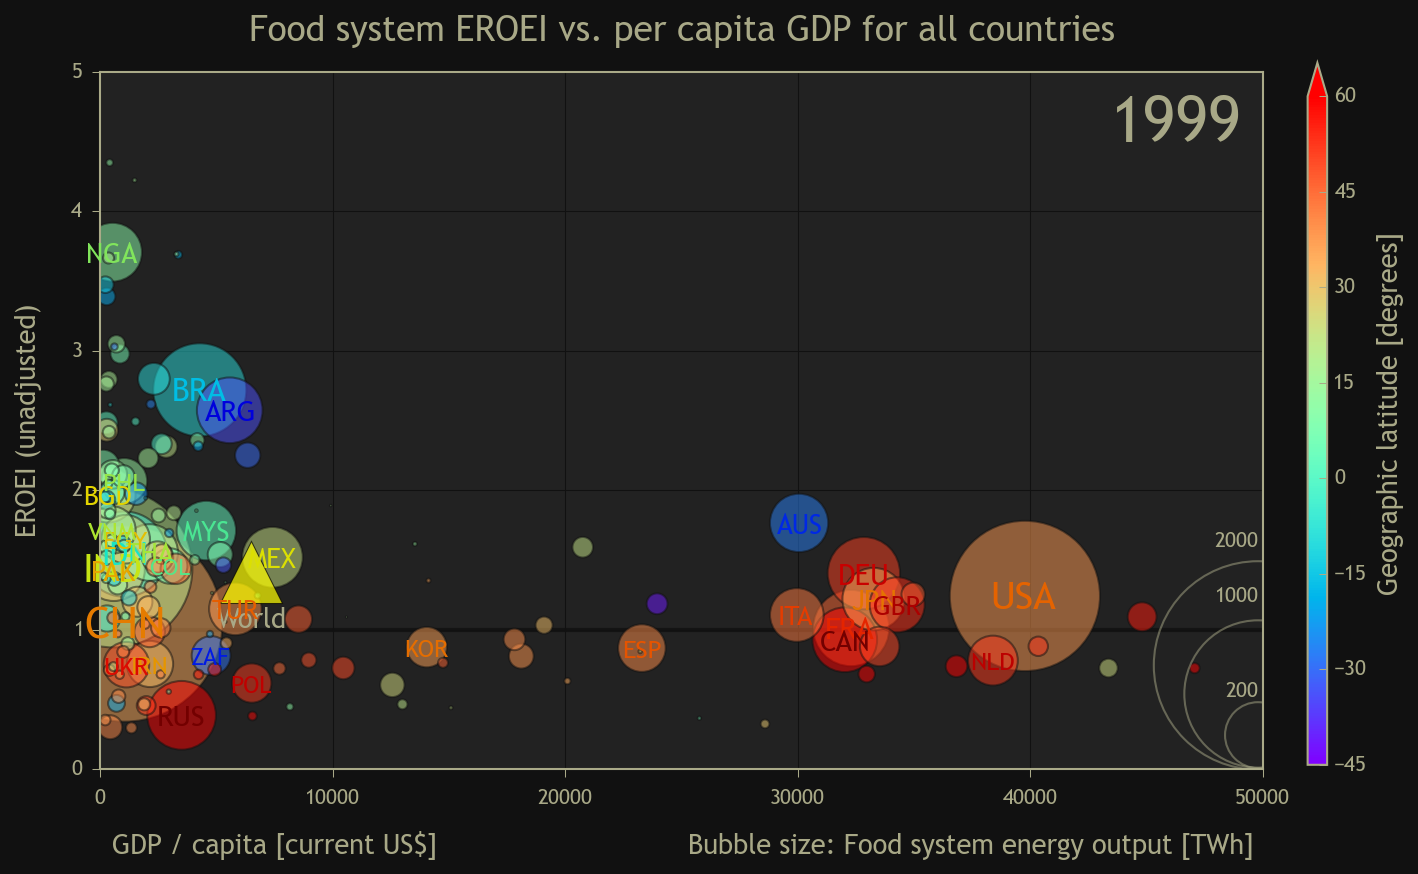 Food system EROEI vs. per capita GDP for all countries
1999
5
4
3
2
1
0
EROEI (unadjusted)
NGA
BRA
ARG
BGD
MYS
MEX
AUS
PAK
CHN
TUR
World
KOR
ESP
ITA
DEU
JPN
GBR
FRA
CAN
USA
NLD
UKR
ZAF
POL
RUS
2000
1000
200
0
10000
20000
30000
40000
50000
GDP / capita [current US$]
Bubble size: Food system energy output [TWh]
60
45
30
15
0
−15
−30
−45
Geographic latitude [degrees]